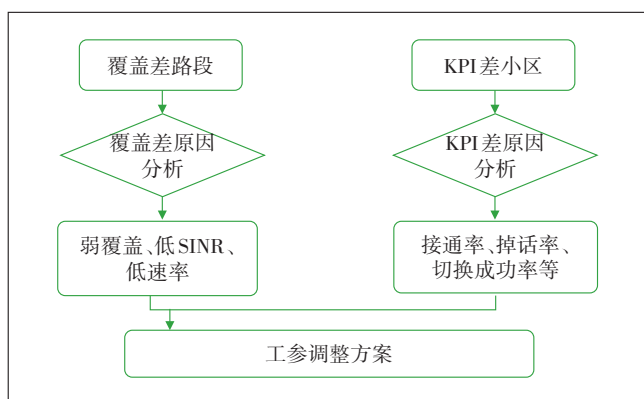 覆盖差路段
KPI差小区
覆盖差原因
分析
KPI差原因
分析
弱覆盖、低SINR、
低速率
接通率、掉话率、
切换成功率等
工参调整方案